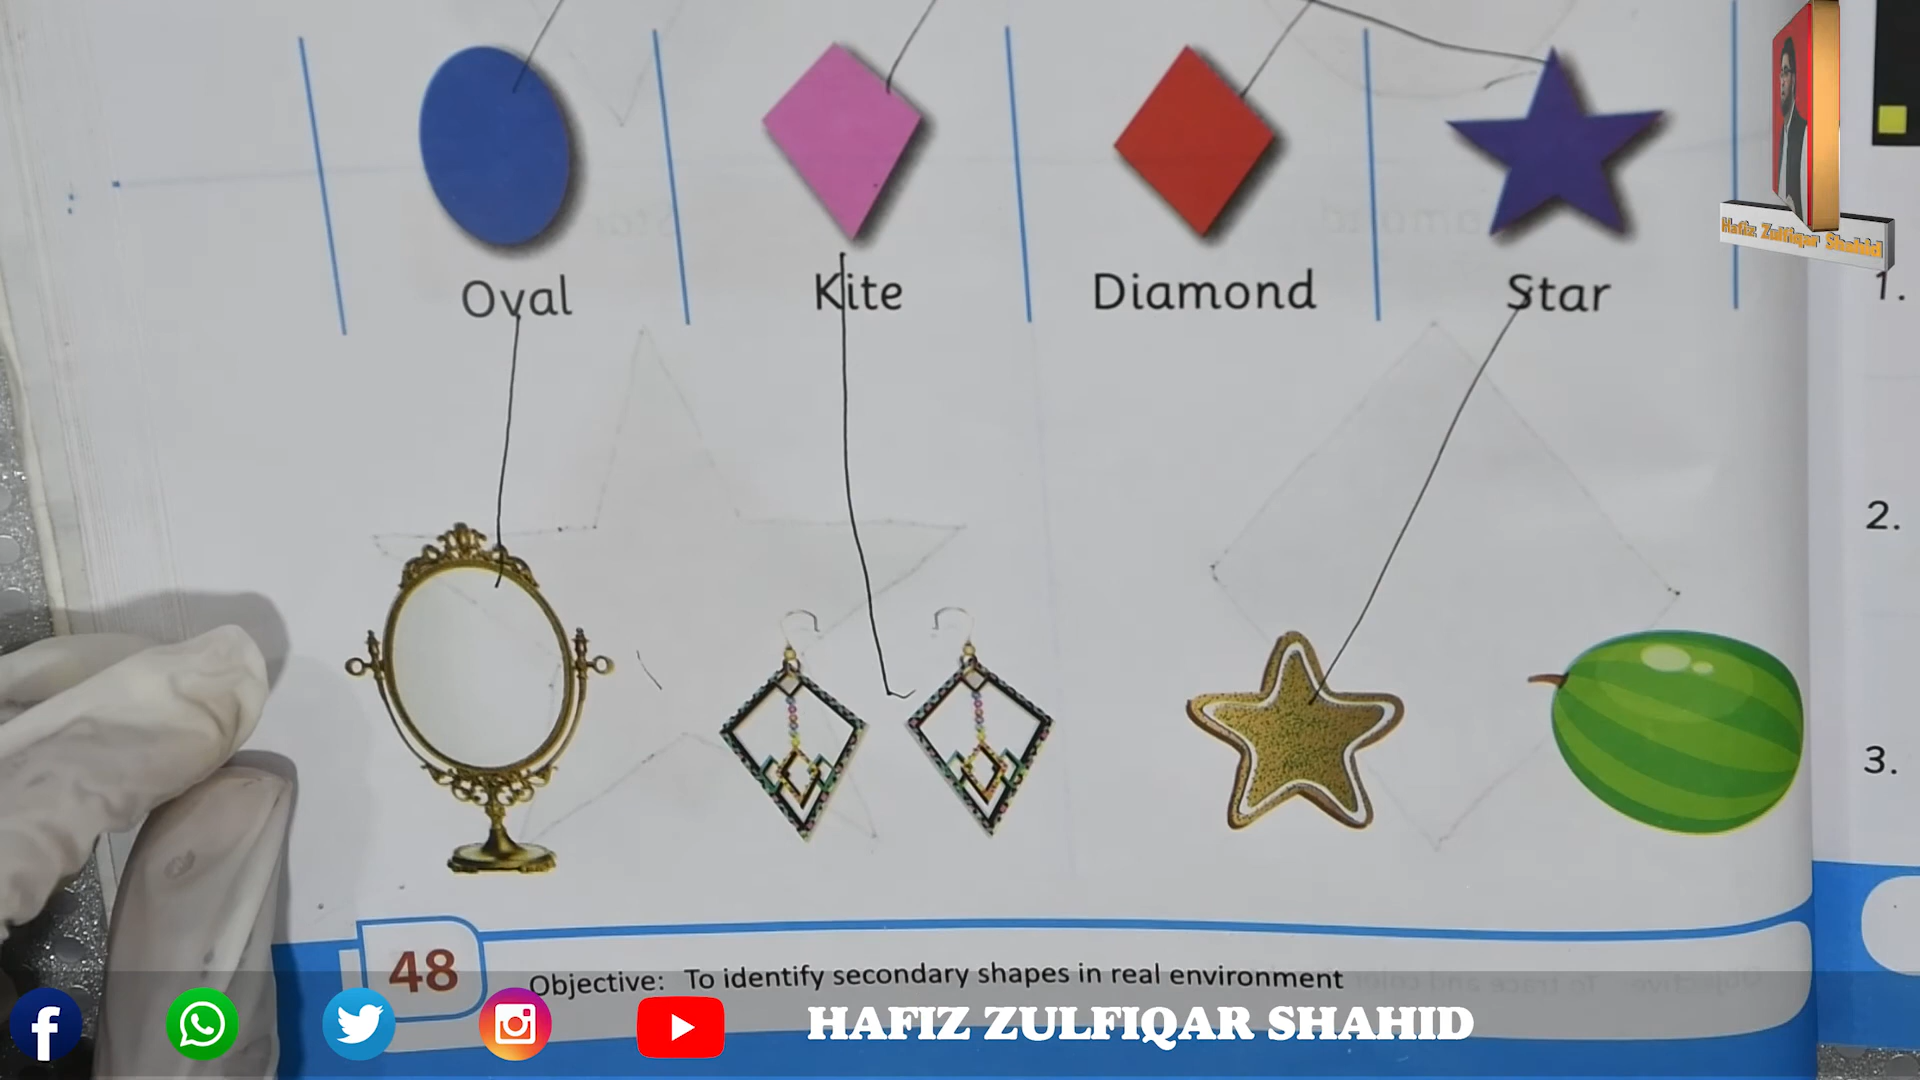 Hafiz Zulfiqar Shahid
Oval
Kite
Diamond
Star
1.
2.
3.
48
Objective: To identify secondary shapes in real environment
HAFIZ ZULFIQAR SHAHID